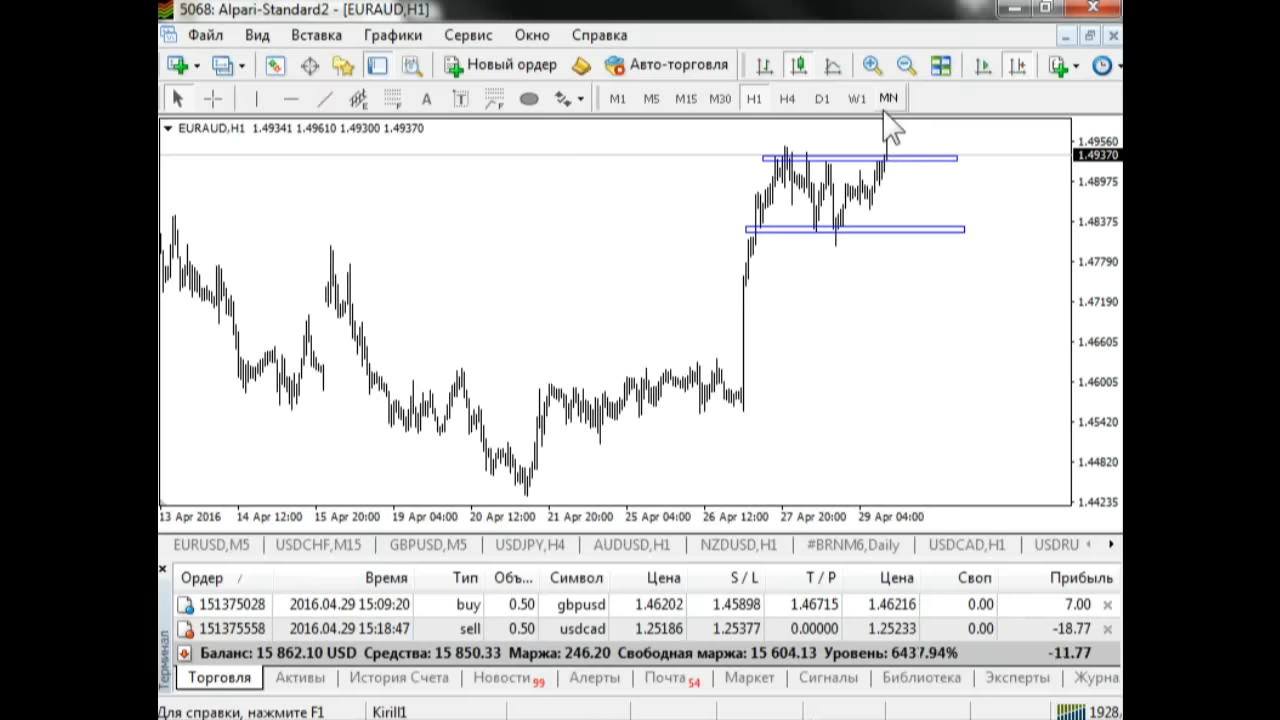 5068: Alpari-Standard2 - [EURAUD,H1]
Файл Вид Вставка Графики Сервис Окно Справка
Новый ордер Авто-торговля
A T M1 M5 M15 M30 H1 H4 D1 W1 MN
EURAUD,H1 1.49341 1.49610 1.49300 1.49370
1.49560
1.49370
1.48975
1.48375
1.47790
1.47190
1.46605
1.46005
1.45420
1.44820
1.44235
13 Apr 2016 14 Apr 12:00 15 Apr 20:00 19 Apr 04:00 20 Apr 12:00 21 Apr 20:00 25 Apr 04:00 26 Apr 12:00 27 Apr 20:00 29 Apr 04:00
EURUSD,M5 USDCHF,M15 GBPUSD,M5 USDJPY,H4 AUDUSD,H1 NZDUSD,H1 #BRNM6,Daily USDCAD,H1 USDRU
Ордер / Время Тип Объ... Символ Цена S / L T / P Цена Своп Прибыль
151375028 2016.04.29 15:09:20 buy 0.50 gbpusd 1.46202 1.45898 1.46715 1.46216 0.00 7.00
151375558 2016.04.29 15:18:47 sell 0.50 usdcad 1.25186 1.25377 0.00000 1.25233 0.00 -18.77
Баланс: 15 862.10 USD Средства: 15 850.33 Маржа: 246.20 Свободная маржа: 15 604.13 Уровень: 6437.94% -11.77
Терминал
Торговля Активы История Счета Новости 99 Алерты Почта 54 Маркет Сигналы Библиотека Эксперты Журна
Для справки, нажмите F1 Kirill1 1928